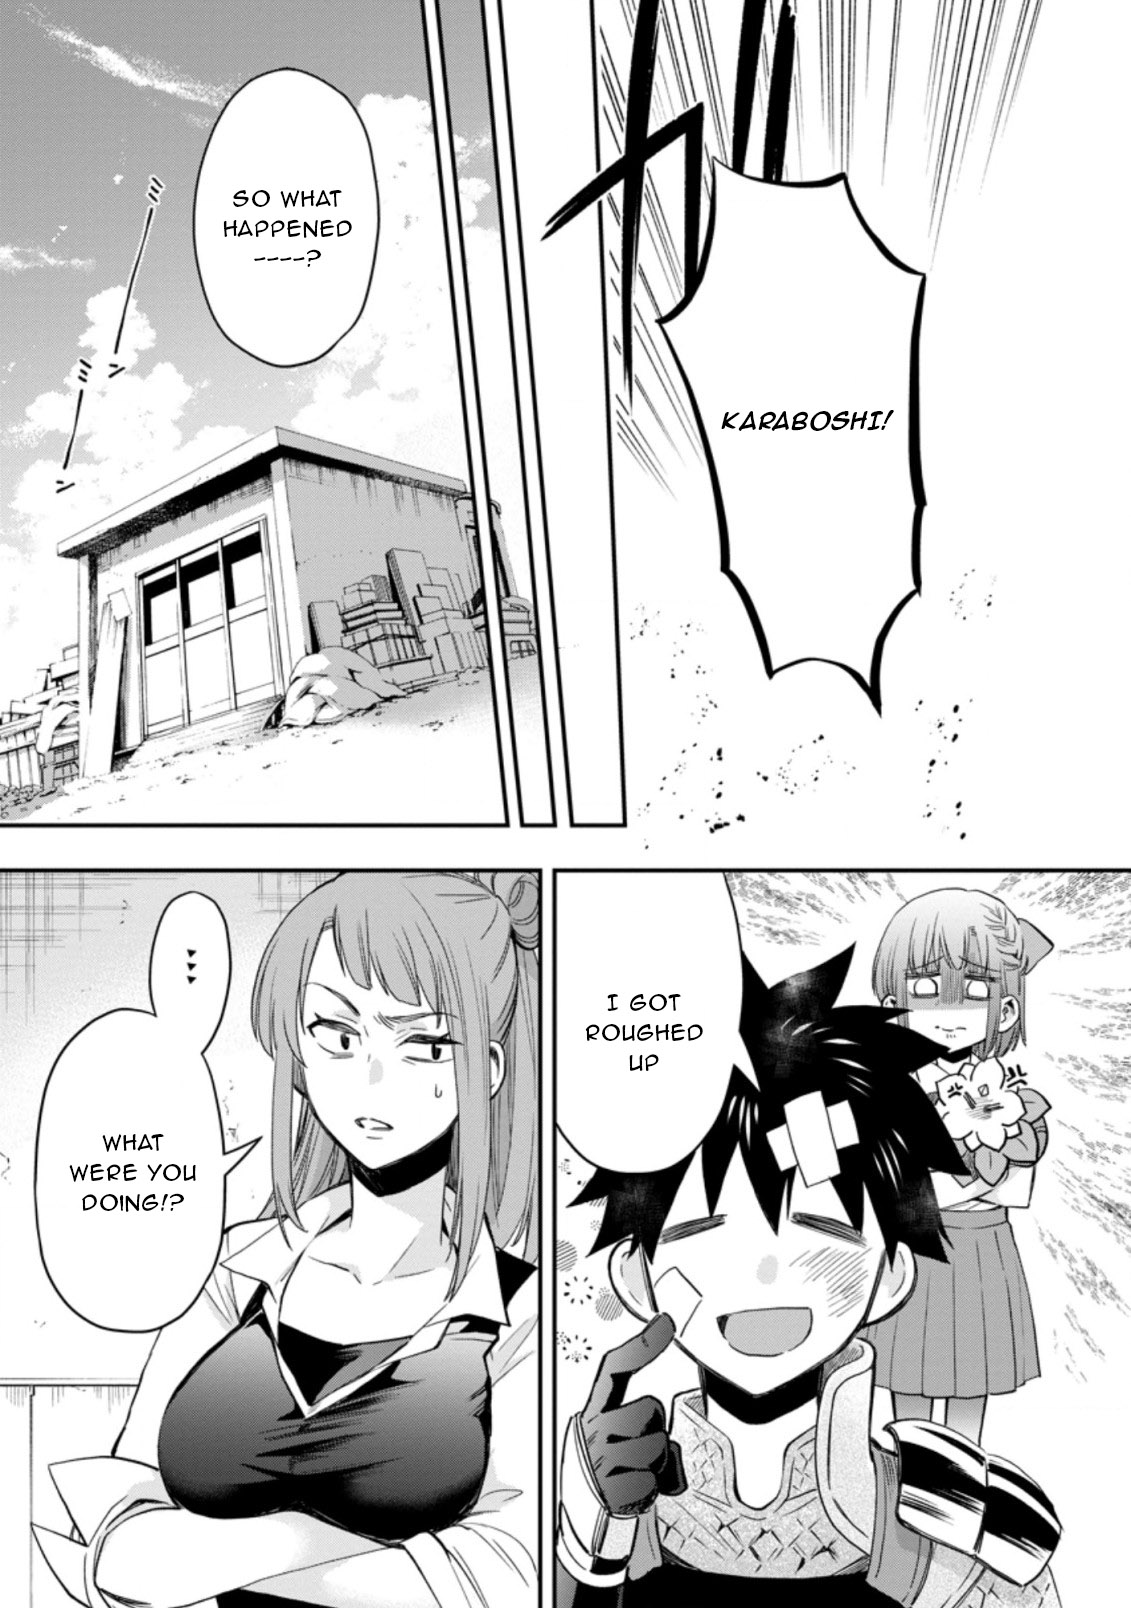 KARABOSHI!
SO WHAT
HAPPENED
----?
I GOT
ROUGHED
UP
...
WHAT
WERE YOU
DOING!?